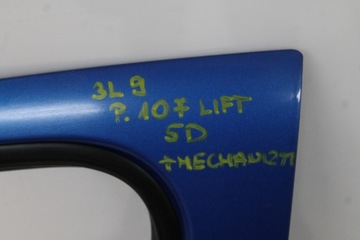 3L9
P.107 LIFT
5D
+MECHANIZM